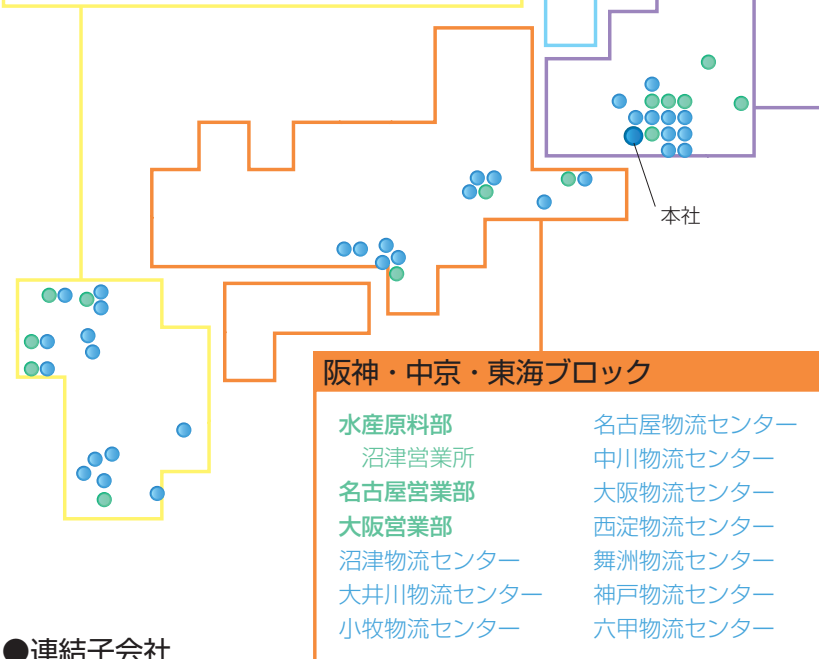 本社
阪神・中京・東海ブロック
水産原料部
沼津営業所
名古屋営業部
大阪営業部
沼津物流センター
大井川物流センター
小牧物流センター
名古屋物流センター
中川物流センター
大阪物流センター
西淀物流センター
舞洲物流センター
神戸物流センター
六甲物流センター
●連結子会社